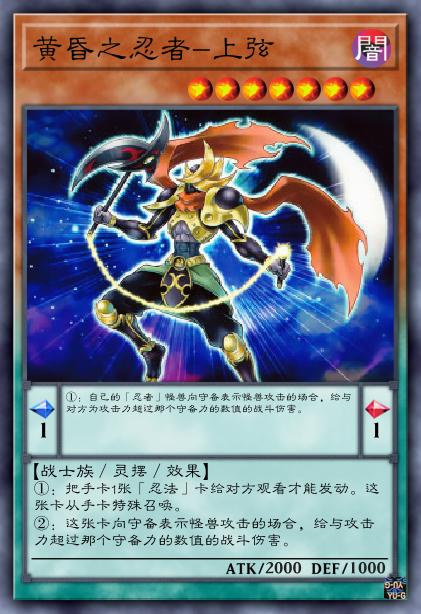 黄昏之忍者-上弦
闇
①：自己的「忍者」怪兽向守备表示怪兽攻击的场合，给与
对方为攻击力超过那个守备力的数值的战斗伤害。
1
1
【战士族／灵摆／效果】
①：把手卡1张「忍法」卡给对方观看才能发动。这
张卡从手卡特殊召唤。
②：这张卡向守备表示怪兽攻击的场合，给与攻击
力超过那个守备力的数值的战斗伤害。
ATK/2000 DEF/1000
YU-G
YU-G